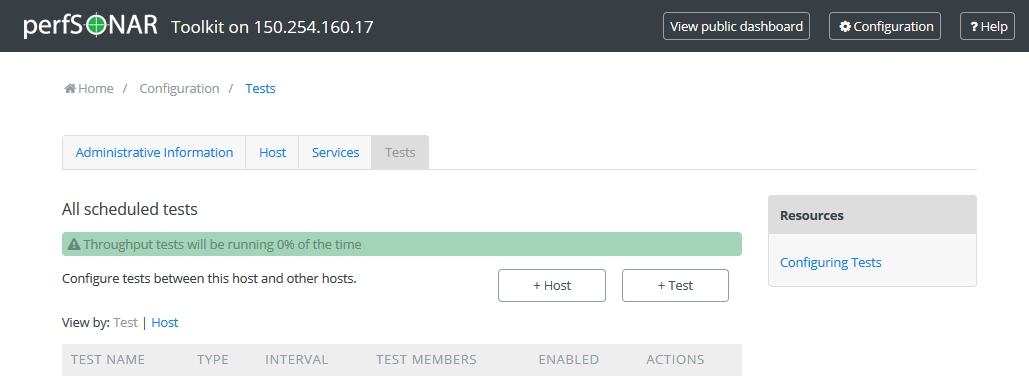 perfSONAR Toolkit on 150.254.160.17 View public dashboard Configuration ? Help
Home / Configuration / Tests
Administrative Information Host Services Tests
All scheduled tests
Throughput tests will be running 0% of the time
Configure tests between this host and other hosts.
+ Host + Test
View by: Test | Host
TEST NAME TYPE INTERVAL TEST MEMBERS ENABLED ACTIONS
Resources
Configuring Tests